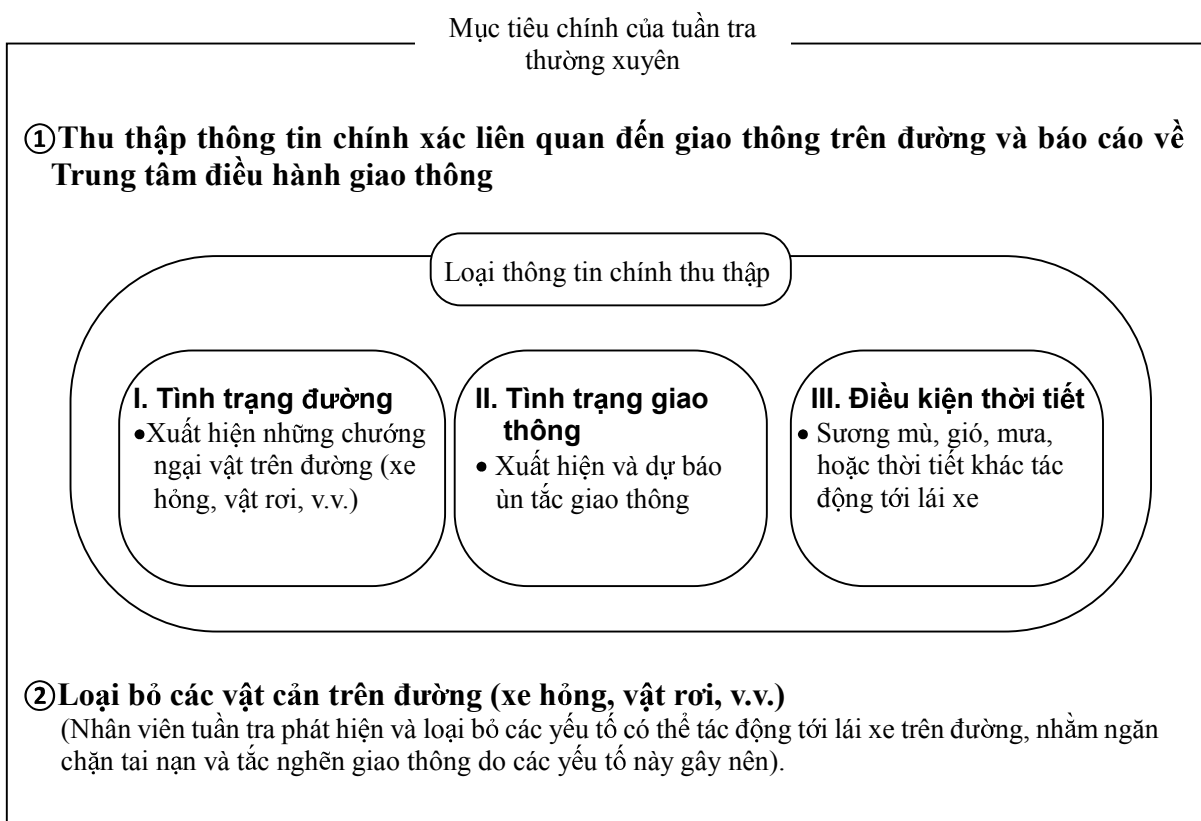 Mục tiêu chính của tuần tra
thường xuyên
①Thu thập thông tin chính xác liên quan đến giao thông trên đường và báo cáo về
Trung tâm điều hành giao thông
Loại thông tin chính thu thập
I. Tình trạng đường
•Xuất hiện những chướng
ngại vật trên đường (xe
hỏng, vật rơi, v.v.)
II. Tình trạng giao
thông
• Xuất hiện và dự báo
ùn tắc giao thông
III. Điều kiện thời tiết
• Sương mù, gió, mưa,
hoặc thời tiết khác tác
động tới lái xe
②Loại bỏ các vật cản trên đường (xe hỏng, vật rơi, v.v.)
(Nhân viên tuần tra phát hiện và loại bỏ các yếu tố có thể tác động tới lái xe trên đường, nhằm ngăn
chặn tai nạn và tắc nghẽn giao thông do các yếu tố này gây nên).